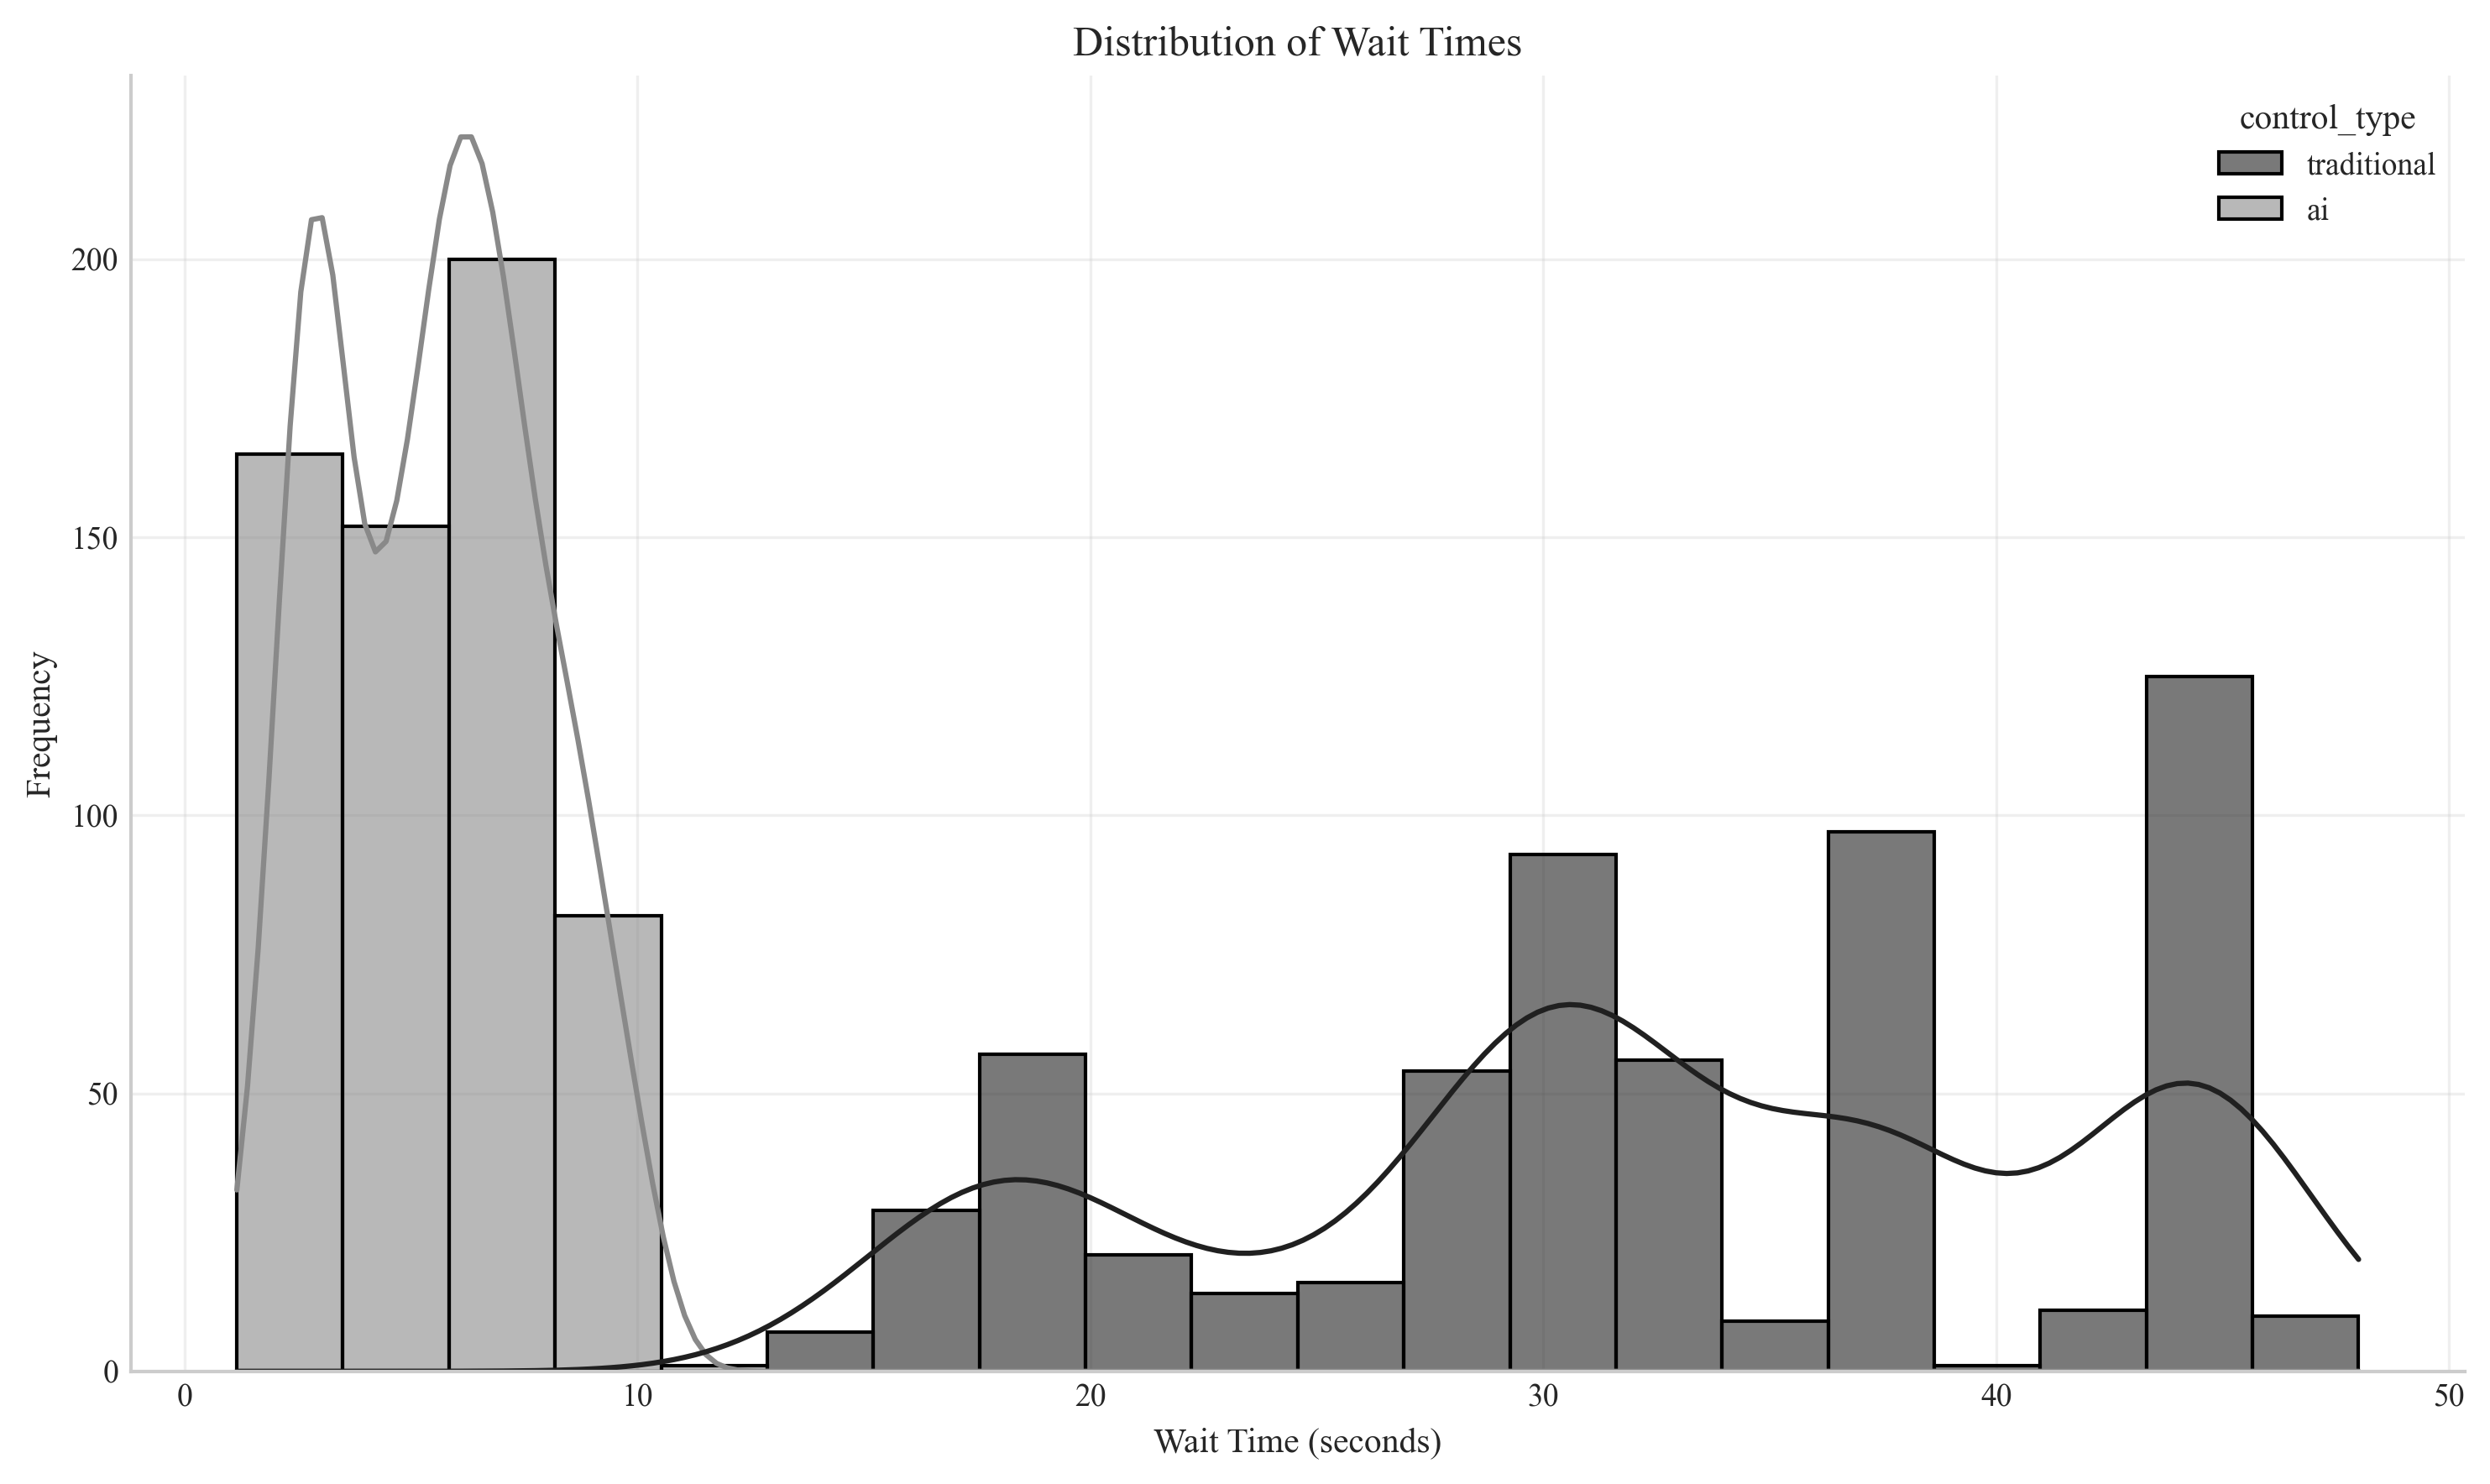 Distribution of Wait Times
control_type
traditional
ai
200
150
100
50
0
Frequency
0 10 20 30 40 50
Wait Time (seconds)